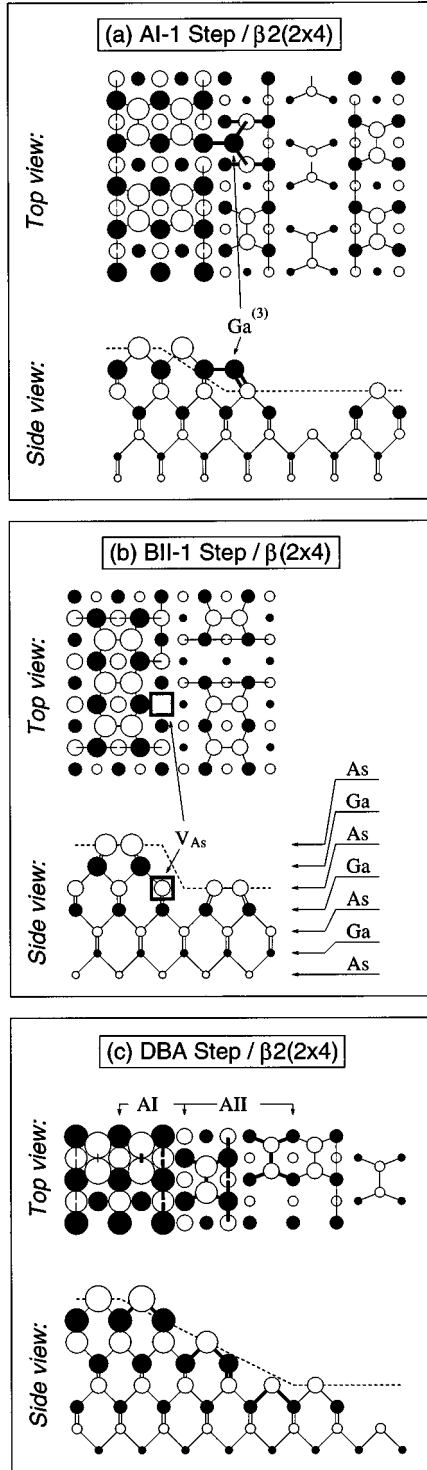 (a) AI-1 Step / β2(2x4)
Top view:
Ga(3)
Side view:
(b) BII-1 Step / β(2x4)
Top view:
V As
Side view:
As
Ga
As
Ga
As
Ga
As
(c) DBA Step / β2(2x4)
AI AII
Top view:
Side view: